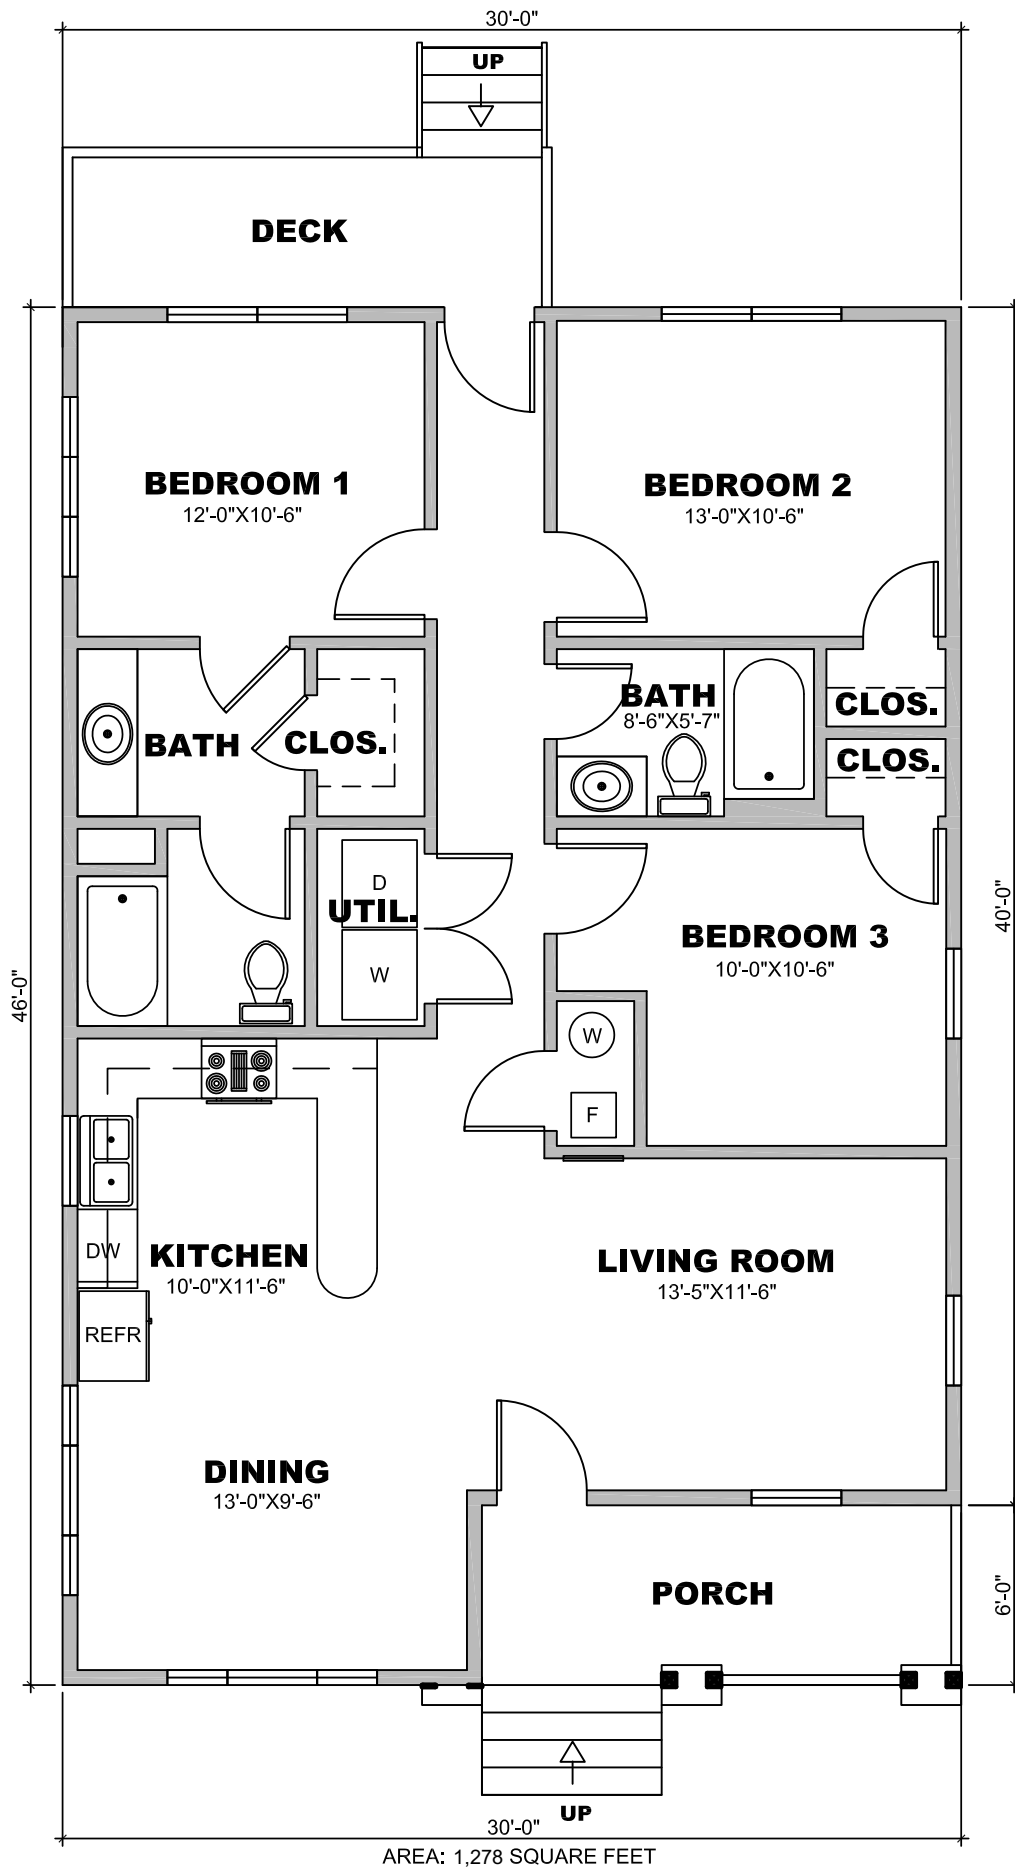 30'-0"
UP
DECK
BEDROOM 1
12'-0"X10'-6"
BEDROOM 2
13'-0"X10'-6"
BATH
CLOS.
BATH
8'-6"X5'-7"
CLOS.
CLOS.
D
UTIL.
W
BEDROOM 3
10'-0"X10'-6"
40'-0"
46'-0"
W
F
DW
KITCHEN
10'-0"X11'-6"
LIVING ROOM
13'-5"X11'-6"
REFR
DINING
13'-0"X9'-6"
PORCH
6'-0"
UP
30'-0"
AREA: 1,278 SQUARE FEET